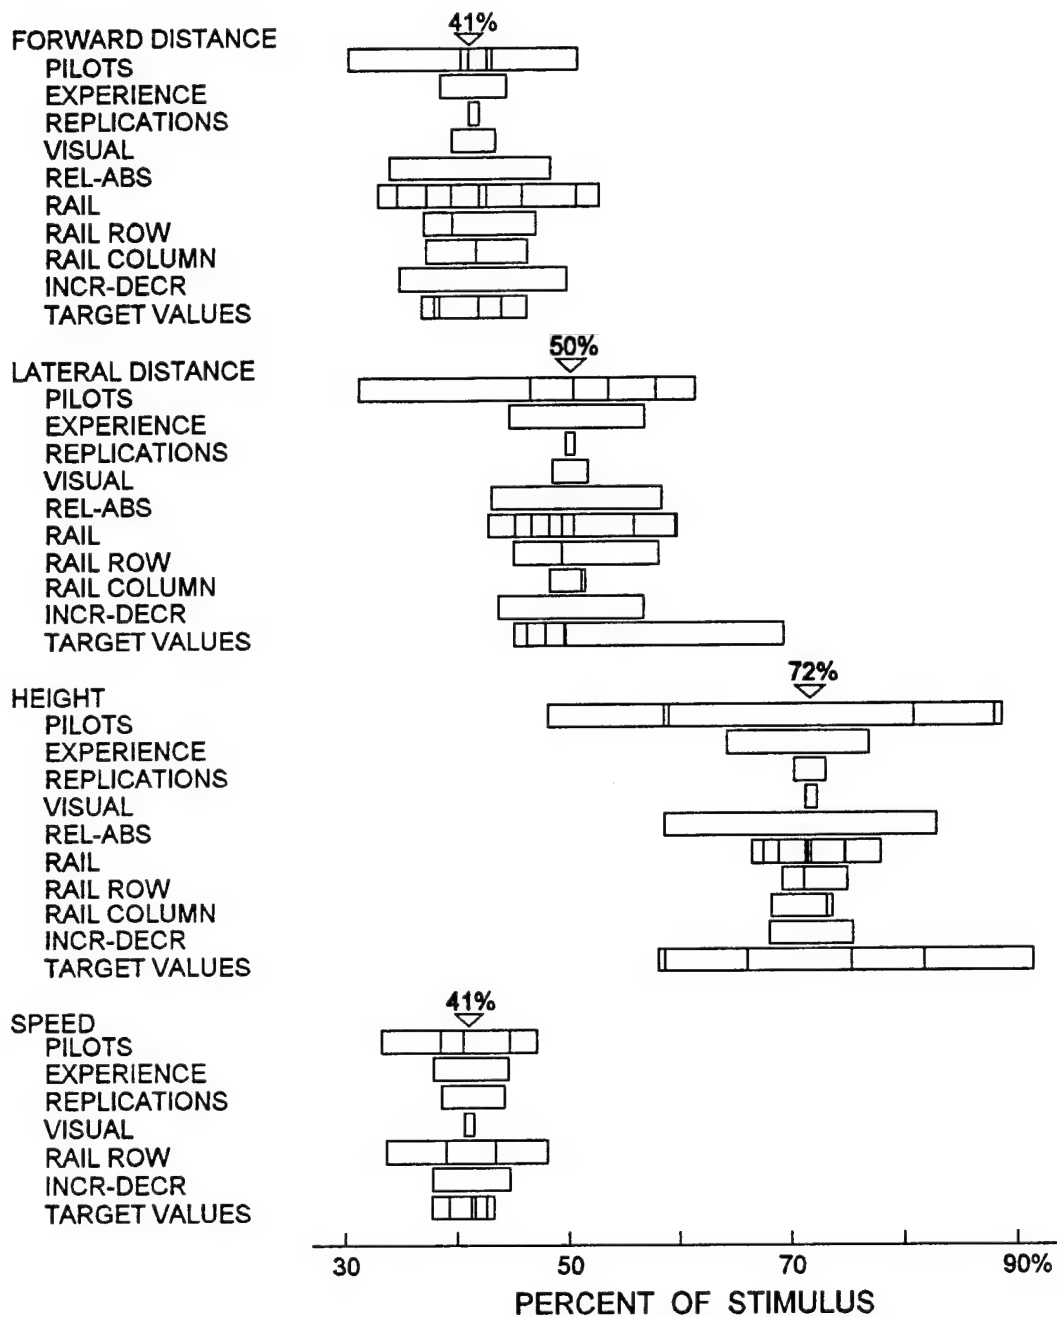 41%
FORWARD DISTANCE
PILOTS
EXPERIENCE
REPLICATIONS
VISUAL
REL-ABS
RAIL
RAIL ROW
RAIL COLUMN
INCR-DECR
TARGET VALUES
50%
LATERAL DISTANCE
PILOTS
EXPERIENCE
REPLICATIONS
VISUAL
REL-ABS
RAIL
RAIL ROW
RAIL COLUMN
INCR-DECR
TARGET VALUES
72%
HEIGHT
PILOTS
EXPERIENCE
REPLICATIONS
VISUAL
REL-ABS
RAIL
RAIL ROW
RAIL COLUMN
INCR-DECR
TARGET VALUES
41%
SPEED
PILOTS
EXPERIENCE
REPLICATIONS
VISUAL
RAIL ROW
INCR-DECR
TARGET VALUES
30 50 70 90%
PERCENT OF STIMULUS